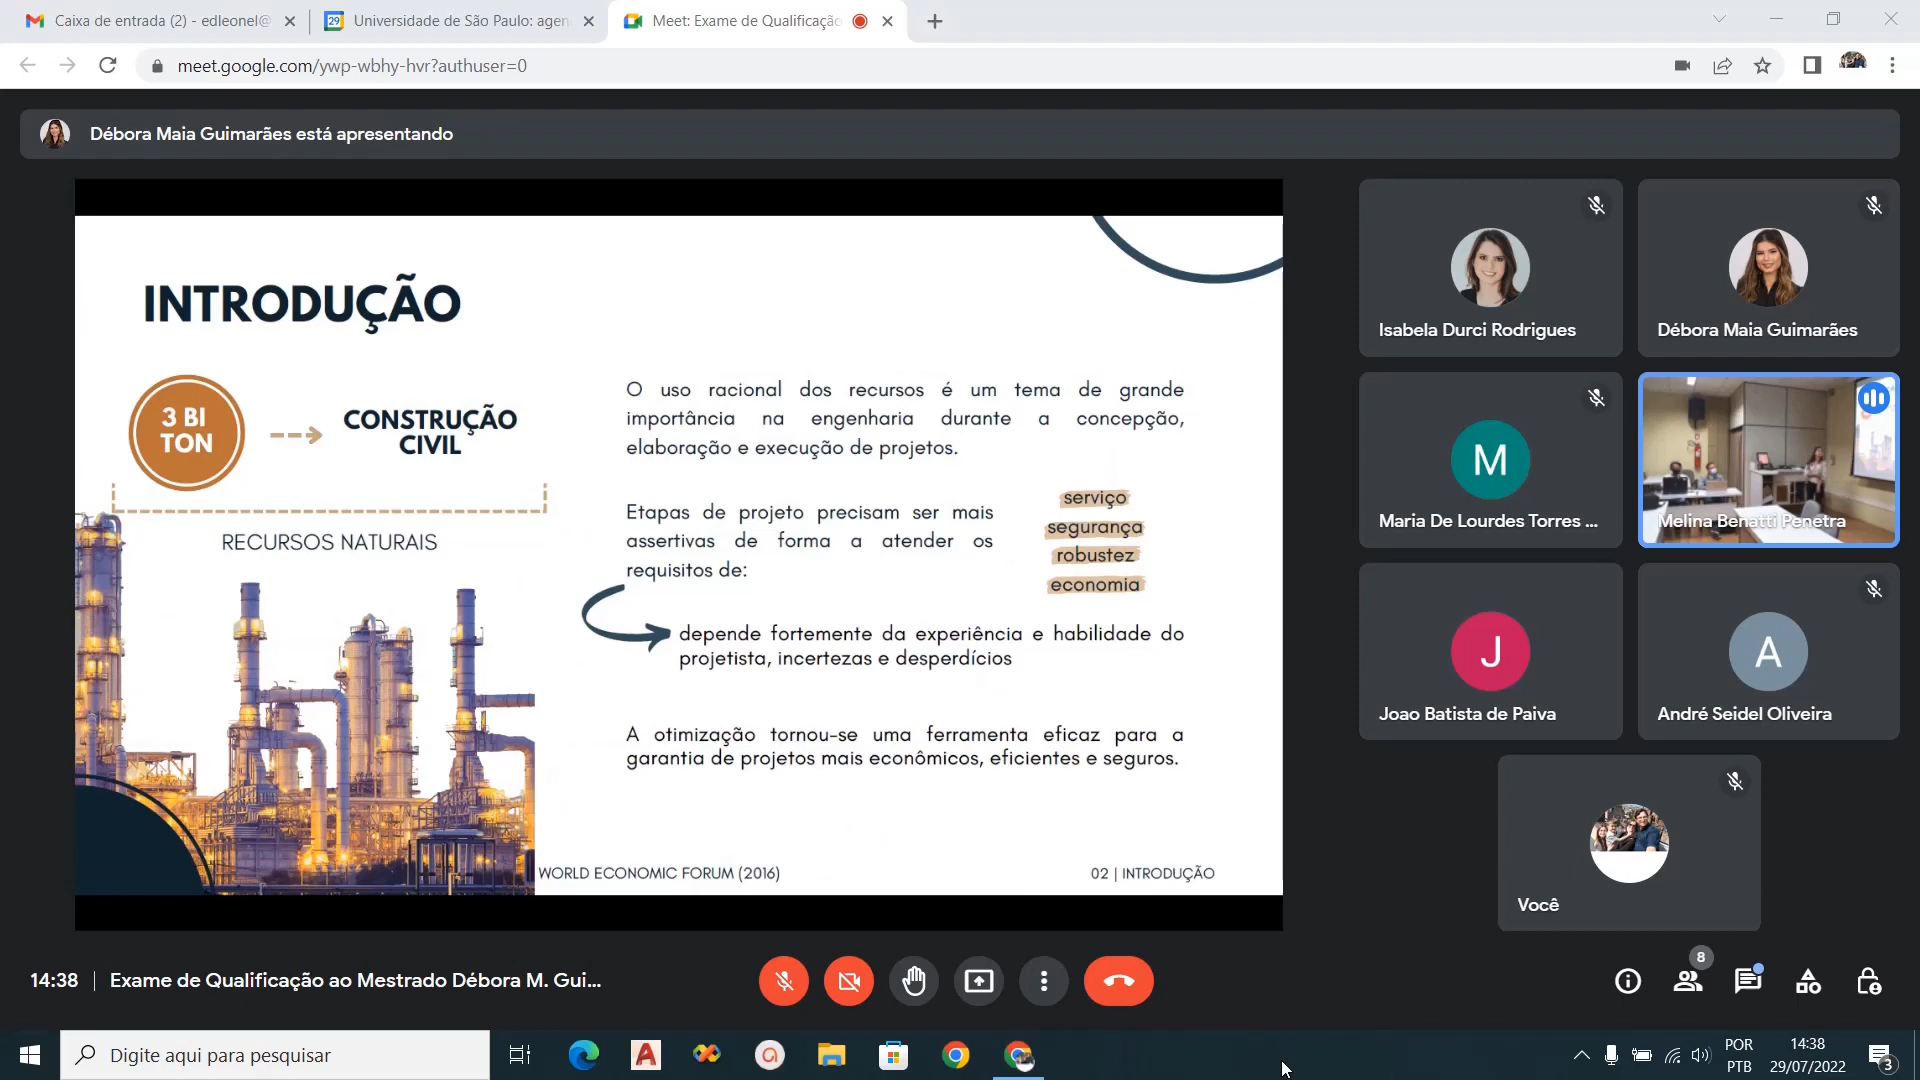 Caixa de entrada (2) - edleonel@
Universidade de São Paulo: agen
Meet: Exame de Qualificação
meet.google.com/ywp-wbhy-hvr?authuser=0
Débora Maia Guimarães está apresentando
INTRODUÇÃO
3 BI
TON
CONSTRUÇÃO
CIVIL
RECURSOS NATURAIS
O uso racional dos recursos é um tema de grande
importância na engenharia durante a concepção,
elaboração e execução de projetos.
Etapas de projeto precisam ser mais
assertivas de forma a atender os
requisitos de:
serviço
segurança
robustez
economia
depende fortemente da experiência e habilidade do
projetista, incertezas e desperdícios
A otimização tornou-se uma ferramenta eficaz para a
garantia de projetos mais econômicos, eficientes e seguros.
WORLD ECONOMIC FORUM (2016)
02 | INTRODUÇÃO
Isabela Durci Rodrigues
Débora Maia Guimarães
M
Maria De Lourdes Torres ...
Melina Benatti Penetra
J
Joao Batista de Paiva
A
André Seidel Oliveira
Você
14:38
Exame de Qualificação ao Mestrado Débora M. Gui...
8
Digite aqui para pesquisar
POR
PTB
14:38
29/07/2022
3